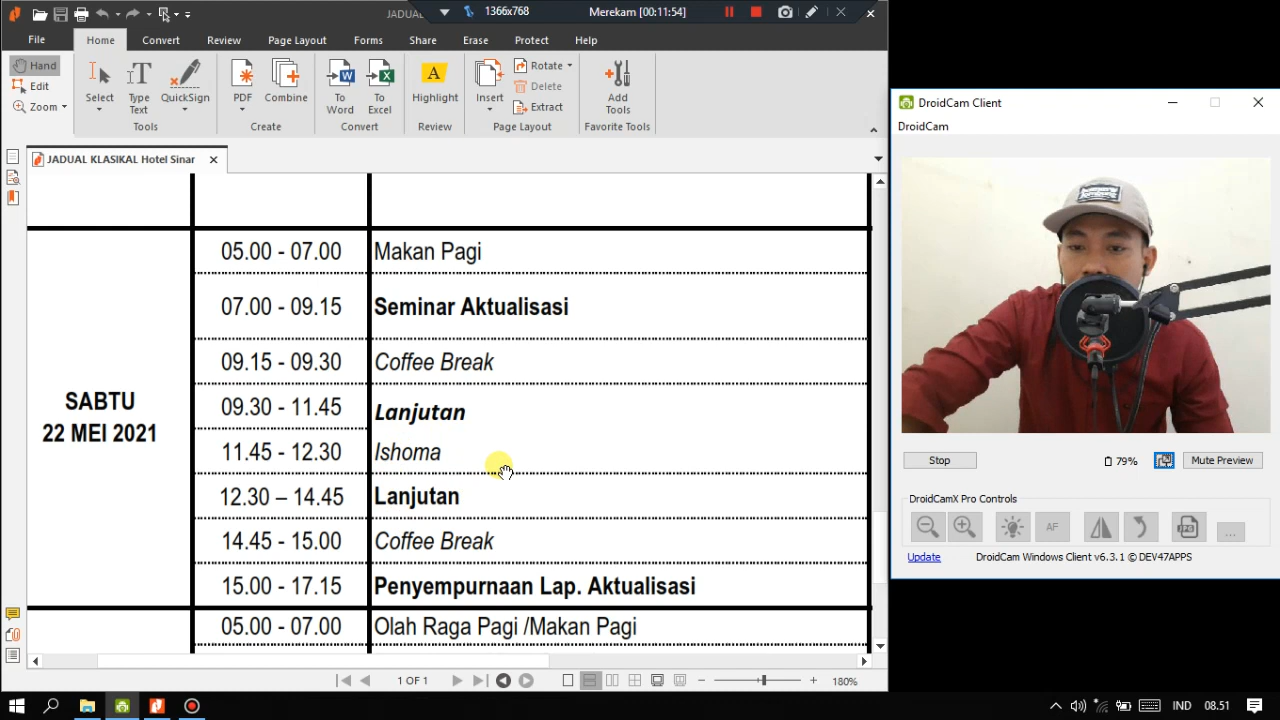 JADUAL
1366x768
Merekam [00:11:54]
File
Home
Convert
Review
Page Layout
Forms
Share
Erase
Protect
Help
Hand
Edit
Zoom
Select
Type Text
QuickSign
Tools
PDF
Combine
Create
To Word
To Excel
Convert
Highlight
Review
Insert
Rotate
Delete
Extract
Page Layout
Add Tools
Favorite Tools
JADUAL KLASIKAL Hotel Sinar
SABTU
22 MEI 2021
05.00 - 07.00 Makan Pagi
07.00 - 09.15 Seminar Aktualisasi
09.15 - 09.30 Coffee Break
09.30 - 11.45 Lanjutan
11.45 - 12.30 Ishoma
12.30 – 14.45 Lanjutan
14.45 - 15.00 Coffee Break
15.00 - 17.15 Penyempurnaan Lap. Aktualisasi
05.00 - 07.00 Olah Raga Pagi /Makan Pagi
1 OF 1
180%
DroidCam Client
DroidCam
Stop
79%
Mute Preview
DroidCamX Pro Controls
AF
JPG
...
Update
DroidCam Windows Client v6.3.1 © DEV47APPS
IND
08.51